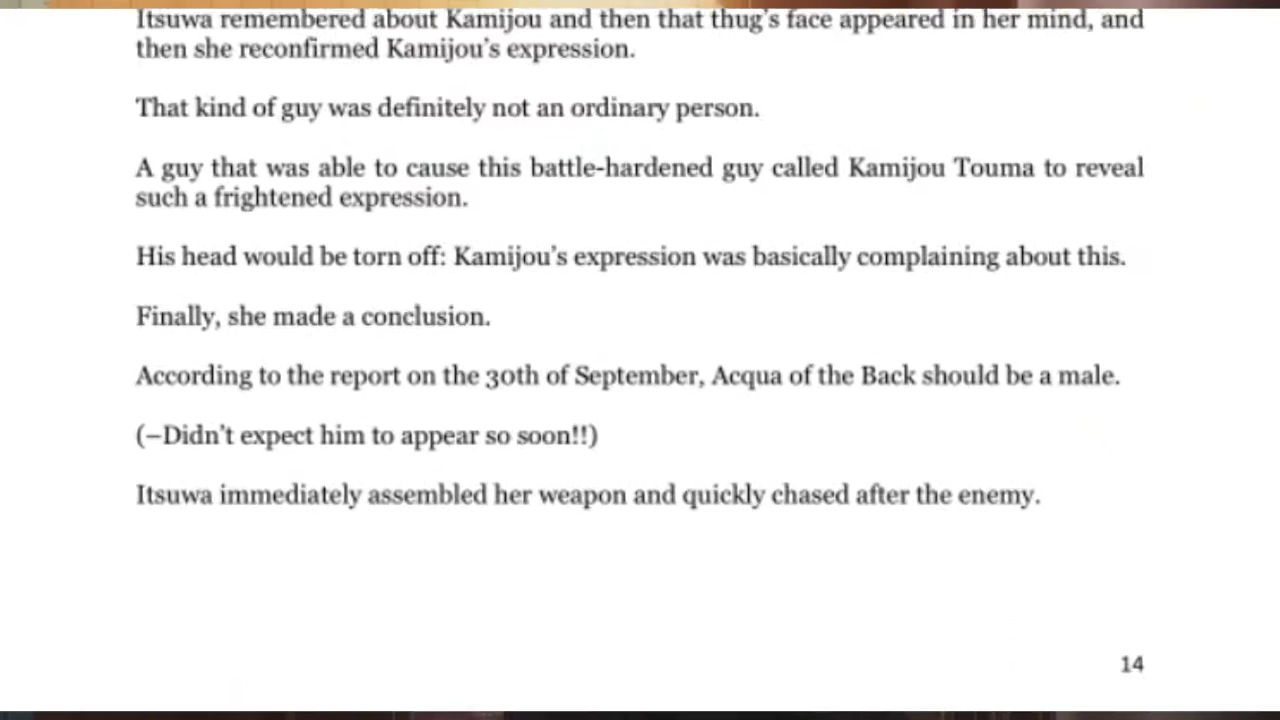 Itsuwa remembered about Kamijou and then that thug's face appeared in her mind, and
then she reconfirmed Kamijou's expression.
That kind of guy was definitely not an ordinary person.
A guy that was able to cause this battle-hardened guy called Kamijou Touma to reveal
such a frightened expression.
His head would be torn off: Kamijou's expression was basically complaining about this.
Finally, she made a conclusion.
According to the report on the 30th of September, Acqua of the Back should be a male.
(–Didn't expect him to appear so soon!!)
Itsuwa immediately assembled her weapon and quickly chased after the enemy.
14